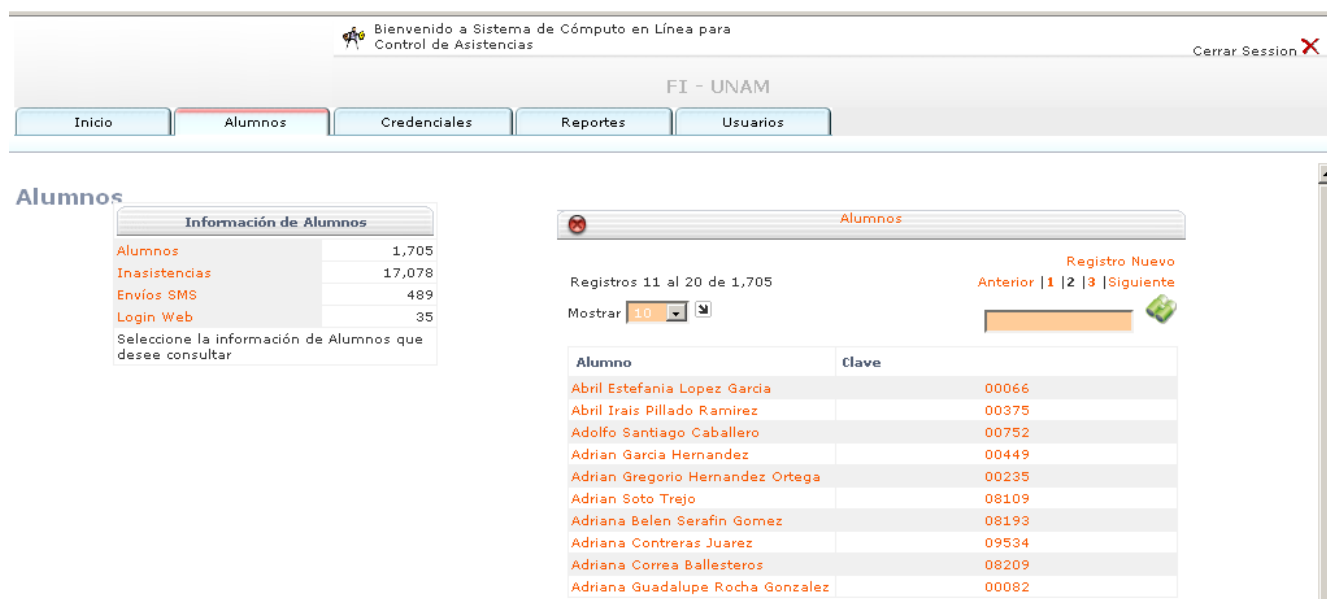 Bienvenido a Sistema de Cómputo en Línea para
Control de Asistencias
Cerrar Session
FI - UNAM
Inicio Alumnos Credenciales Reportes Usuarios
Alumnos
Información de Alumnos
Alumnos 1,705
Inasistencias 17,078
Envíos SMS 489
Login Web 35
Seleccione la información de Alumnos que
desee consultar
Alumnos
Registro Nuevo
Registros 11 al 20 de 1,705
Anterior |1 |2 |3 |Siguiente
Mostrar 10
Alumno Clave
Abril Estefania Lopez Garcia 00066
Abril Irais Pillado Ramirez 00375
Adolfo Santiago Caballero 00752
Adrian Garcia Hernandez 00449
Adrian Gregorio Hernandez Ortega 00235
Adrian Soto Trejo 08109
Adriana Belen Serafin Gomez 08193
Adriana Contreras Juarez 09534
Adriana Correa Ballesteros 08209
Adriana Guadalupe Rocha Gonzalez 00082